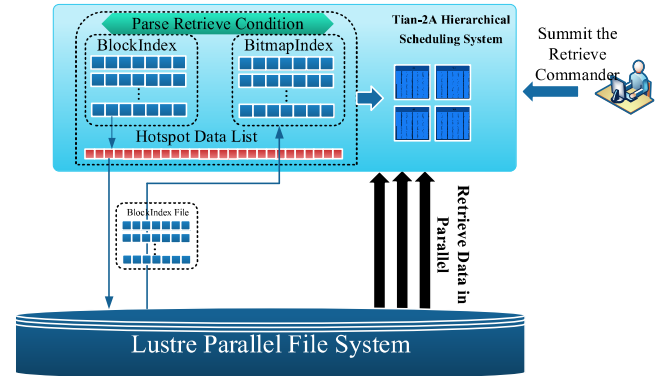 Parse Retrieve Condition
BlockIndex
BitmapIndex
Hotspot Data List
Tian-2A Hierarchical
Scheduling System
Summit the
Retrieve
Commander
BlockIndex File
Retrieve Data in
Parallel
Lustre Parallel File System